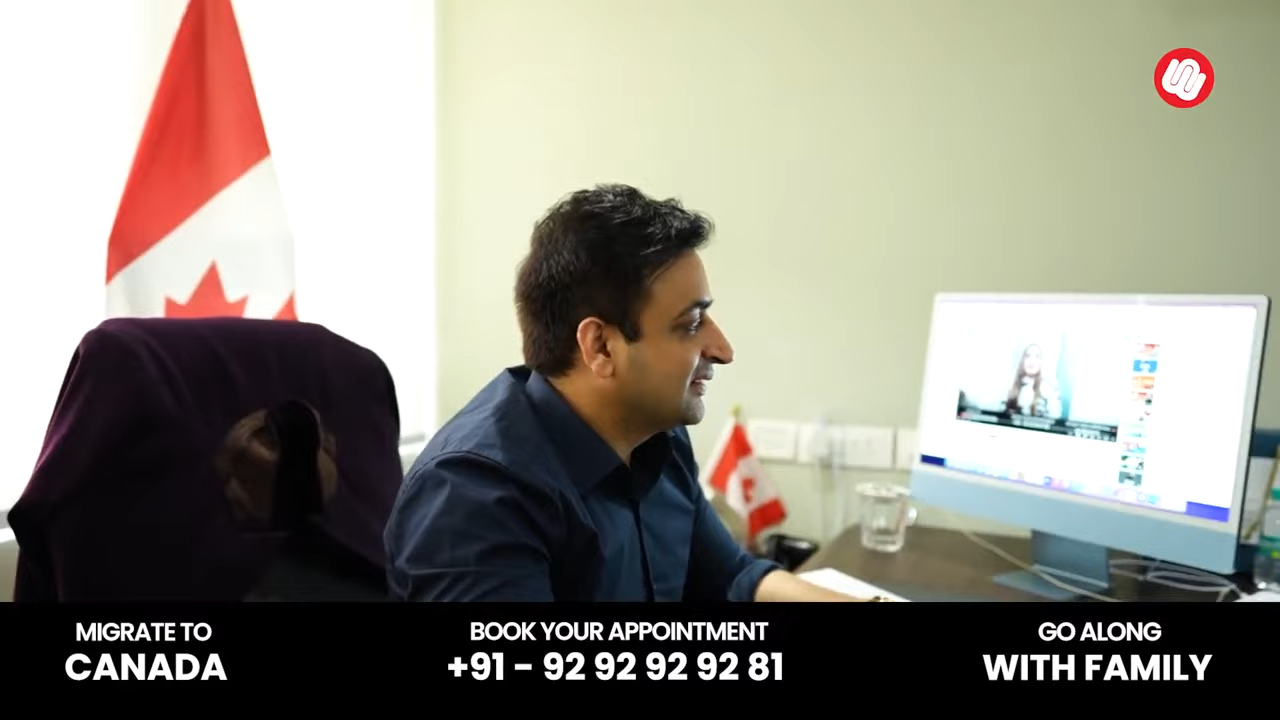 MIGRATE TO
CANADA
BOOK YOUR APPOINTMENT
+91 - 92 92 92 92 81
GO ALONG
WITH FAMILY